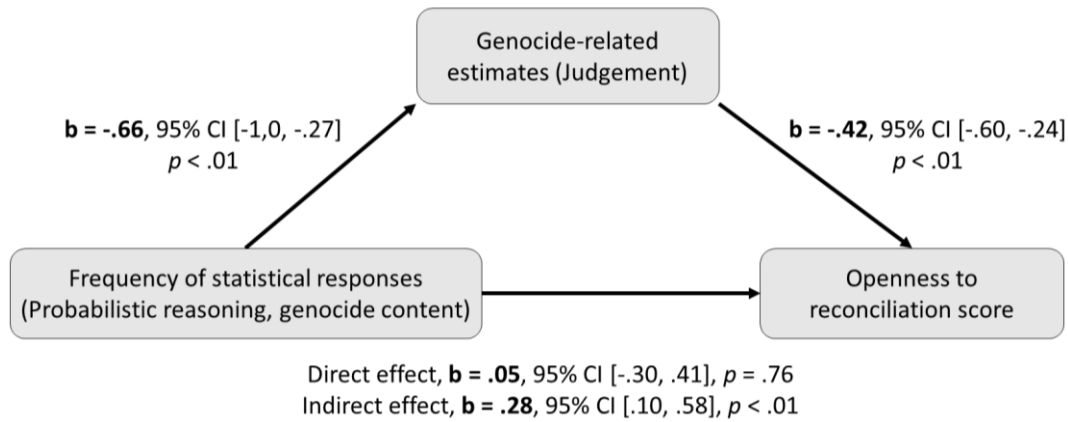 Genocide-related
estimates (Judgement)
b = -.66, 95% CI [-1,0, -.27]
p < .01
b = -.42, 95% CI [-.60, -.24]
p < .01
Frequency of statistical responses
(Probabilistic reasoning, genocide content)
Openness to
reconciliation score
Direct effect, b = .05, 95% CI [-.30, .41], p = .76
Indirect effect, b = .28, 95% CI [.10, .58], p < .01